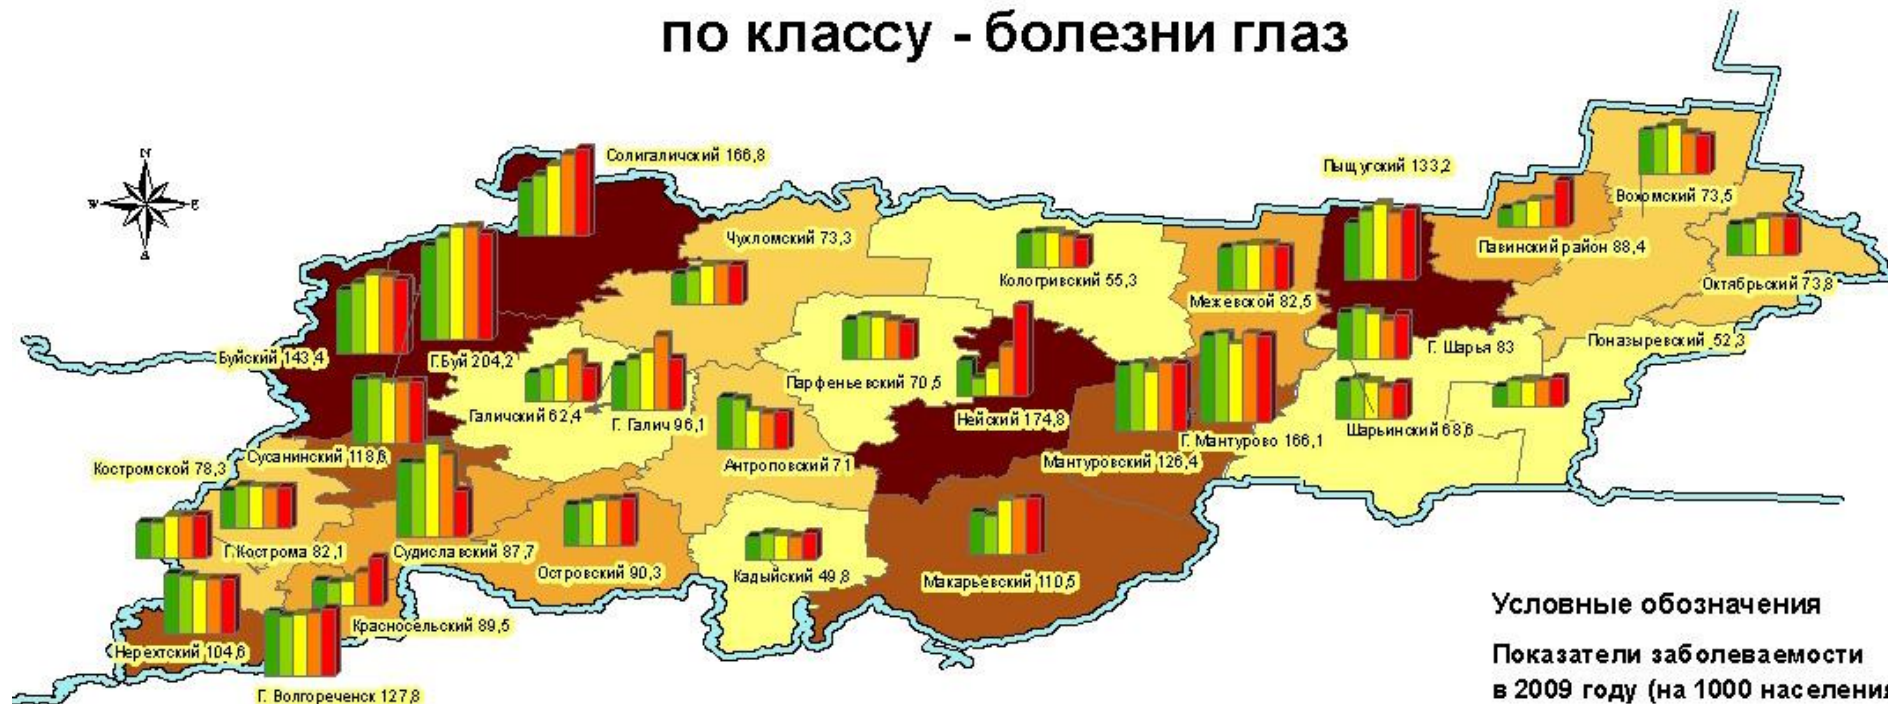 по классу - болезни глаз
N
W
E
S
Солигаличский 166,8
Пыщугский 133,2
Вохомский 73,5
Чухломский 73,3
Павинский район 88,4
Кологривский 55,3
Октябрьский 73,8
Межевской 82,5
Буйский 143,4
Г.Буй 204,2
Г. Шарья 83
Поназыревский 52,3
Парфеньевский 70,5
Галичский 62,4
Г. Галич 96,1
Нейский 174,8
Шарьинский 68,6
Г. Мантурово 166,1
Сусанинский 118,6
Антроповский 71
Мантуровский 126,4
Костромской 78,3
Г.Кострома 82,1
Судиславский 87,7
Островский 90,3
Кадыйский 49,8
Макарьевский 110,5
Красносельский 89,5
Нерехтский 104,6
Г. Волгореченск 127,8
Условные обозначения
Показатели заболеваемости
в 2009 году (на 1000 населения